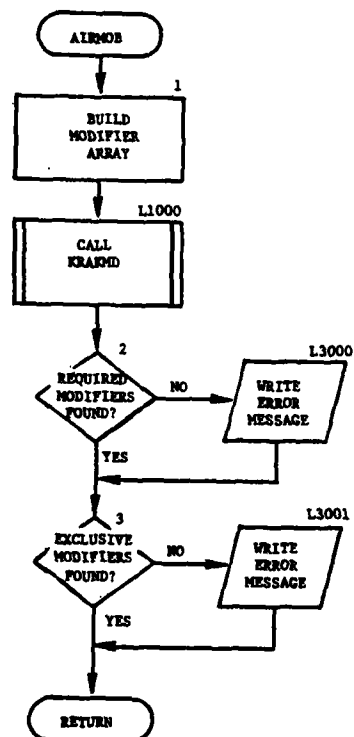 AIRMOB
1
BUILD
MODIFIER
ARRAY
L1000
CALL
KRAKMD
2
REQUIRED
MODIFIERS
FOUND?
NO
L3000
WRITE
ERROR
MESSAGE
YES
3
EXCLUSIVE
MODIFIERS
FOUND?
NO
L3001
WRITE
ERROR
MESSAGE
YES
RETURN